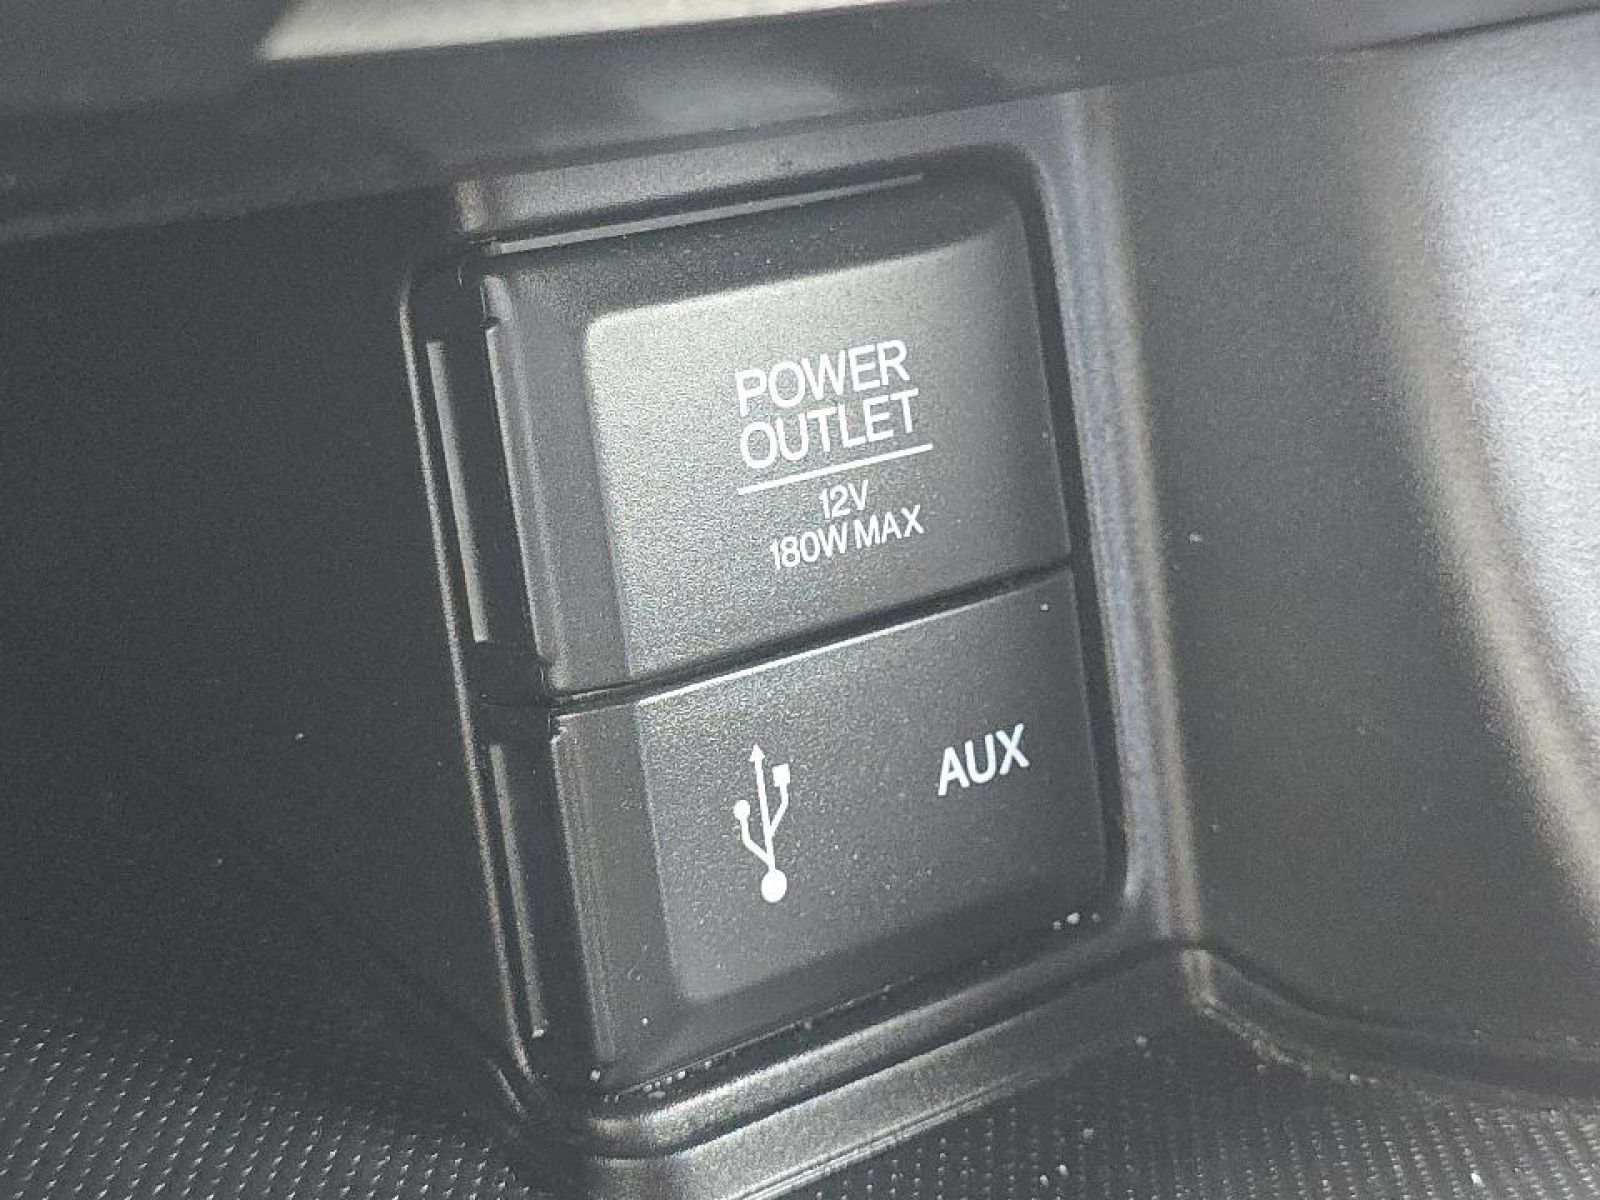 POWER
OUTLET
12V
180W MAX
AUX